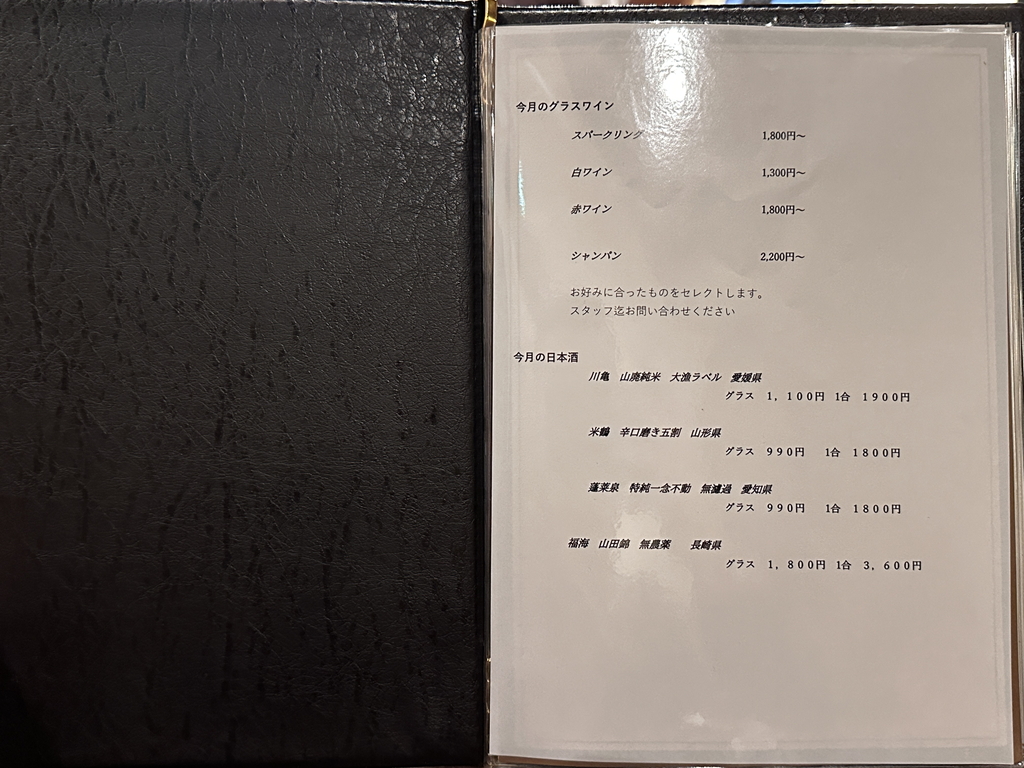 今月のグラスワイン
スパークリング 1,800円～
白ワイン 1,300円～
赤ワイン 1,800円～
シャンパン 2,200円～
お好みに合ったものをセレクトします。
スタッフ迄お問い合わせください
今月の日本酒
川亀　山廃純米　大漁ラベル　愛媛県
グラス　１，１００円　1合　１９００円
米鶴　辛口磨き五割　山形県
グラス　９９０円　1合　１８００円
蓬莱泉　特純一念不動　無濾過　愛知県
グラス　９９０円　1合　１８００円
福海　山田錦　無農薬　長崎県
グラス　１，８００円　1合　３，６００円